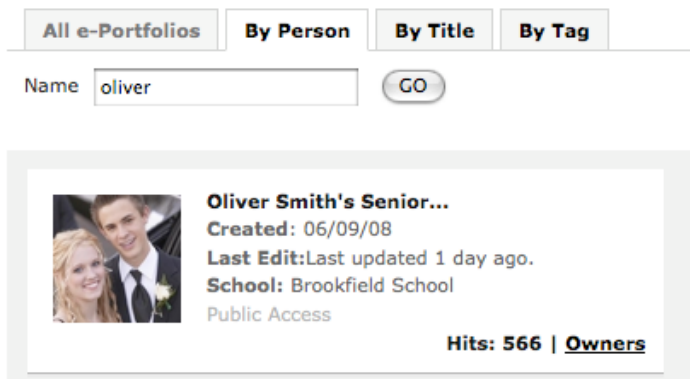 All e-Portfolios By Person By Title By Tag
Name oliver GO
Oliver Smith's Senior...
Created: 06/09/08
Last Edit:Last updated 1 day ago.
School: Brookfield School
Public Access
Hits: 566 | Owners